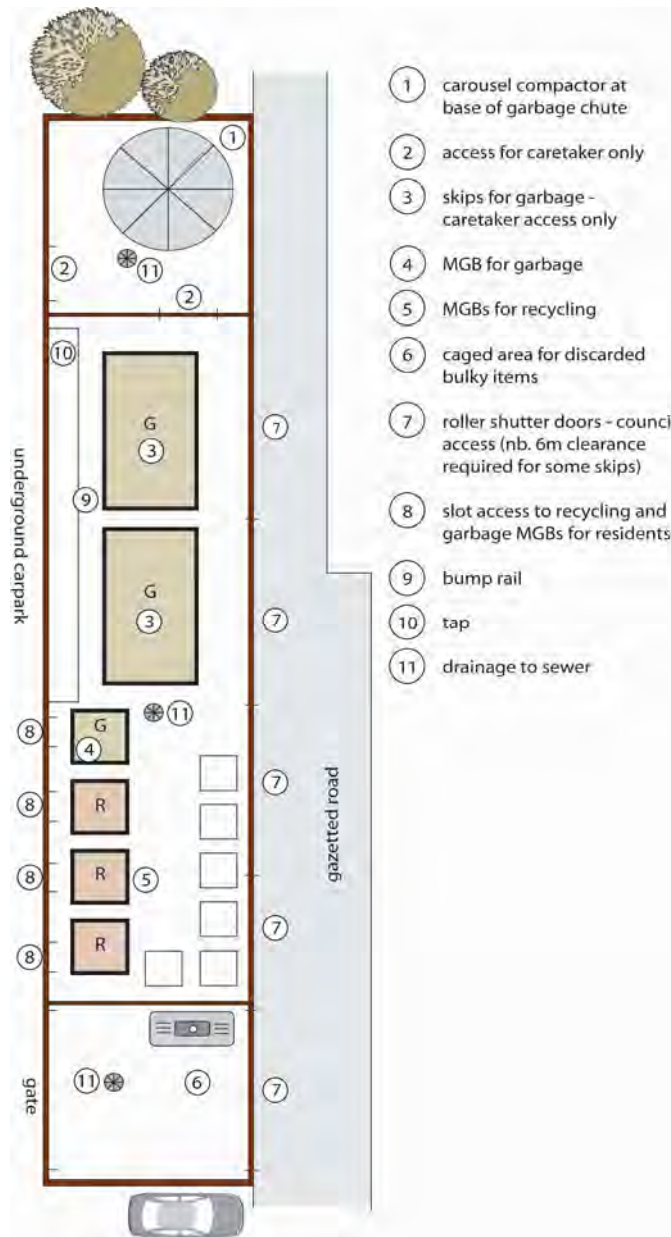 1 carousel compactor at
base of garbage chute
2 access for caretaker only
3 skips for garbage -
caretaker access only
4 MGB for garbage
5 MGBs for recycling
6 caged area for discarded
bulky items
7 roller shutter doors - counci
access (nb. 6m clearance
required for some skips)
8 slot access to recycling and
garbage MGBs for residents
9 bump rail
10 tap
11 drainage to sewer
1
2
11
2
10
G
3
7
9
underground carpark
G
3
7
11
8
G
4
7
8
R
gazetted road
8
R
5
8
R
7
gate
11
6
7